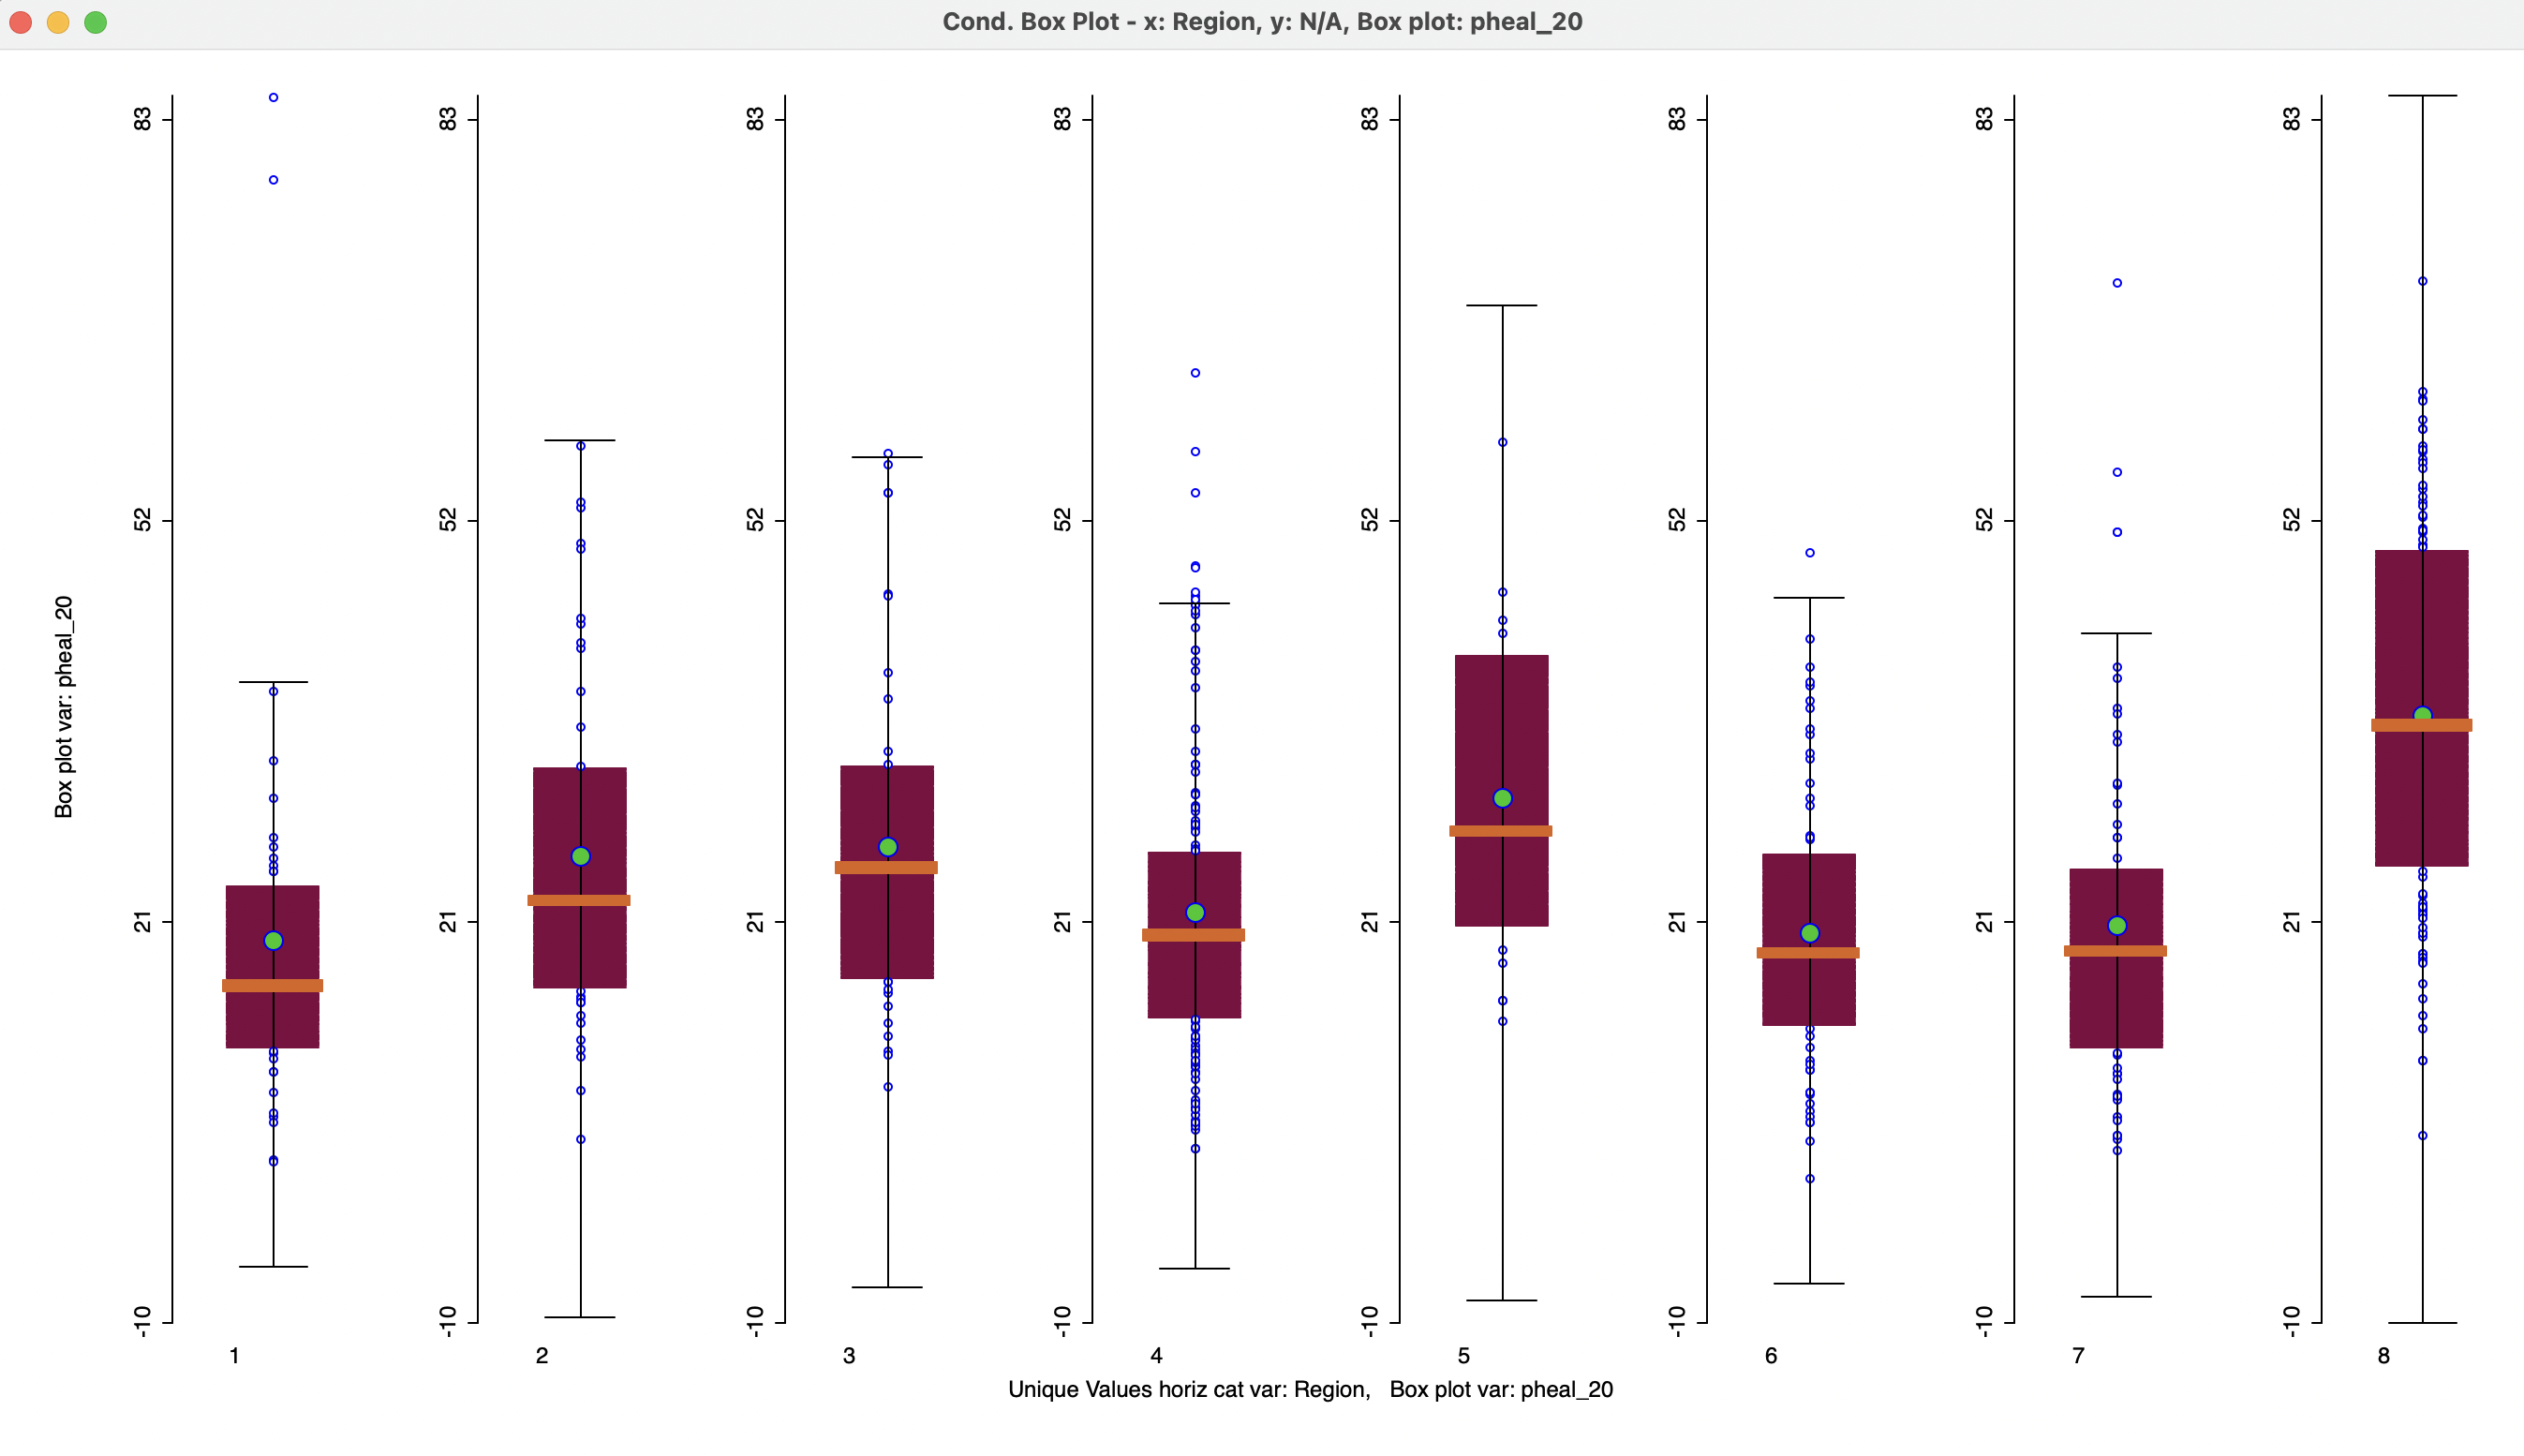 Cond. Box Plot - x: Region, y: N/A, Box plot: pheal_20
Box plot var: pheal_20
83 83 83 83 83 83 83 83
52 52 52 52 52 52 52 52
21 21 21 21 21 21 21 21
-10 -10 -10 -10 -10 -10 -10 -10
1 2 3 4 5 6 7 8
Unique Values horiz cat var: Region, Box plot var: pheal_20